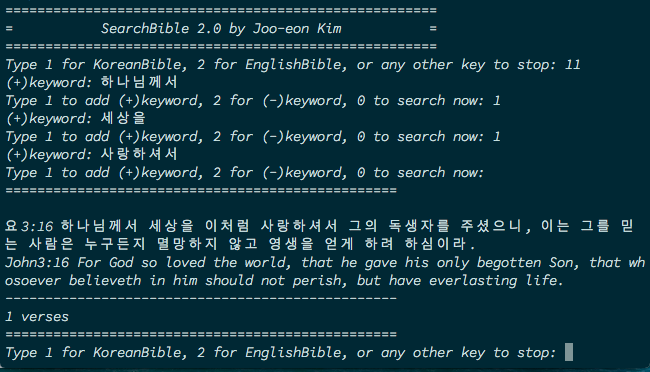 ======================================================
=           SearchBible 2.0 by Joo-eon Kim           =
======================================================
Type 1 for KoreanBible, 2 for EnglishBible, or any other key to stop: 11
(+)keyword: 하나님께서
Type 1 to add (+)keyword, 2 for (-)keyword, 0 to search now: 1
(+)keyword: 세상을
Type 1 to add (+)keyword, 2 for (-)keyword, 0 to search now: 1
(+)keyword: 사랑하셔서
Type 1 to add (+)keyword, 2 for (-)keyword, 0 to search now:
=================================================
요3:16 하나님께서 세상을 이처럼 사랑하셔서 그의 독생자를 주셨으니, 이는 그를 믿
는 사람은 누구든지 멸망하지 않고 영생을 얻게 하려 하심이라.
John3:16 For God so loved the world, that he gave his only begotten Son, that wh
osoever believeth in him should not perish, but have everlasting life.
-------------------------------------------------
1 verses
=================================================
Type 1 for KoreanBible, 2 for EnglishBible, or any other key to stop: